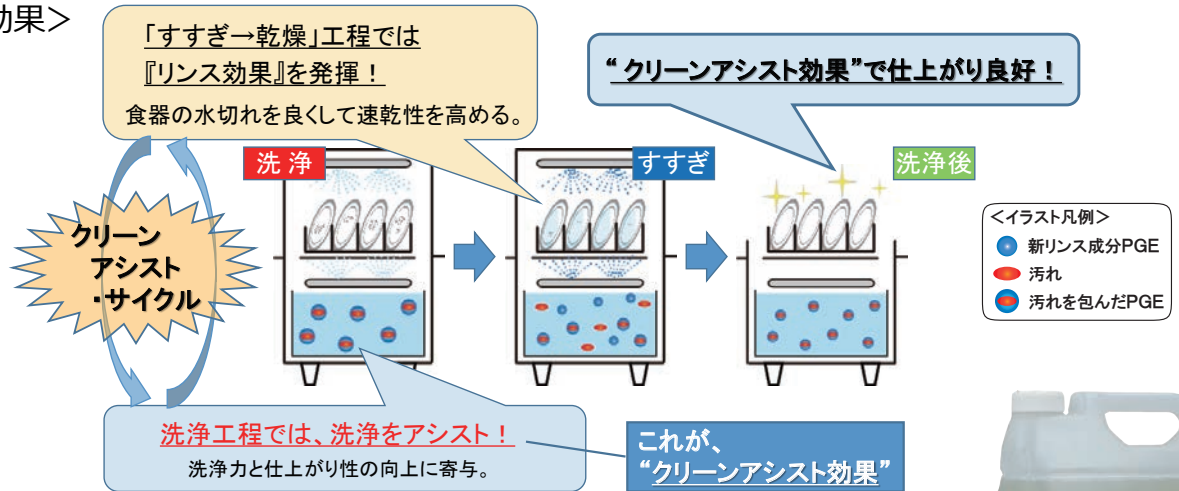 効果＞
「すすぎ→乾燥」工程では
『リンス効果』を発揮！
食器の水切れを良くして速乾性を高める。
“クリーンアシスト効果”で仕上がり良好！
洗 浄
すすぎ
洗浄後
クリーン
アシスト
・サイクル
＜イラスト凡例＞
新リンス成分PGE
汚れ
汚れを包んだPGE
洗浄工程では、洗浄をアシスト！
洗浄力と仕上がり性の向上に寄与。
これが、
“クリーンアシスト効果”